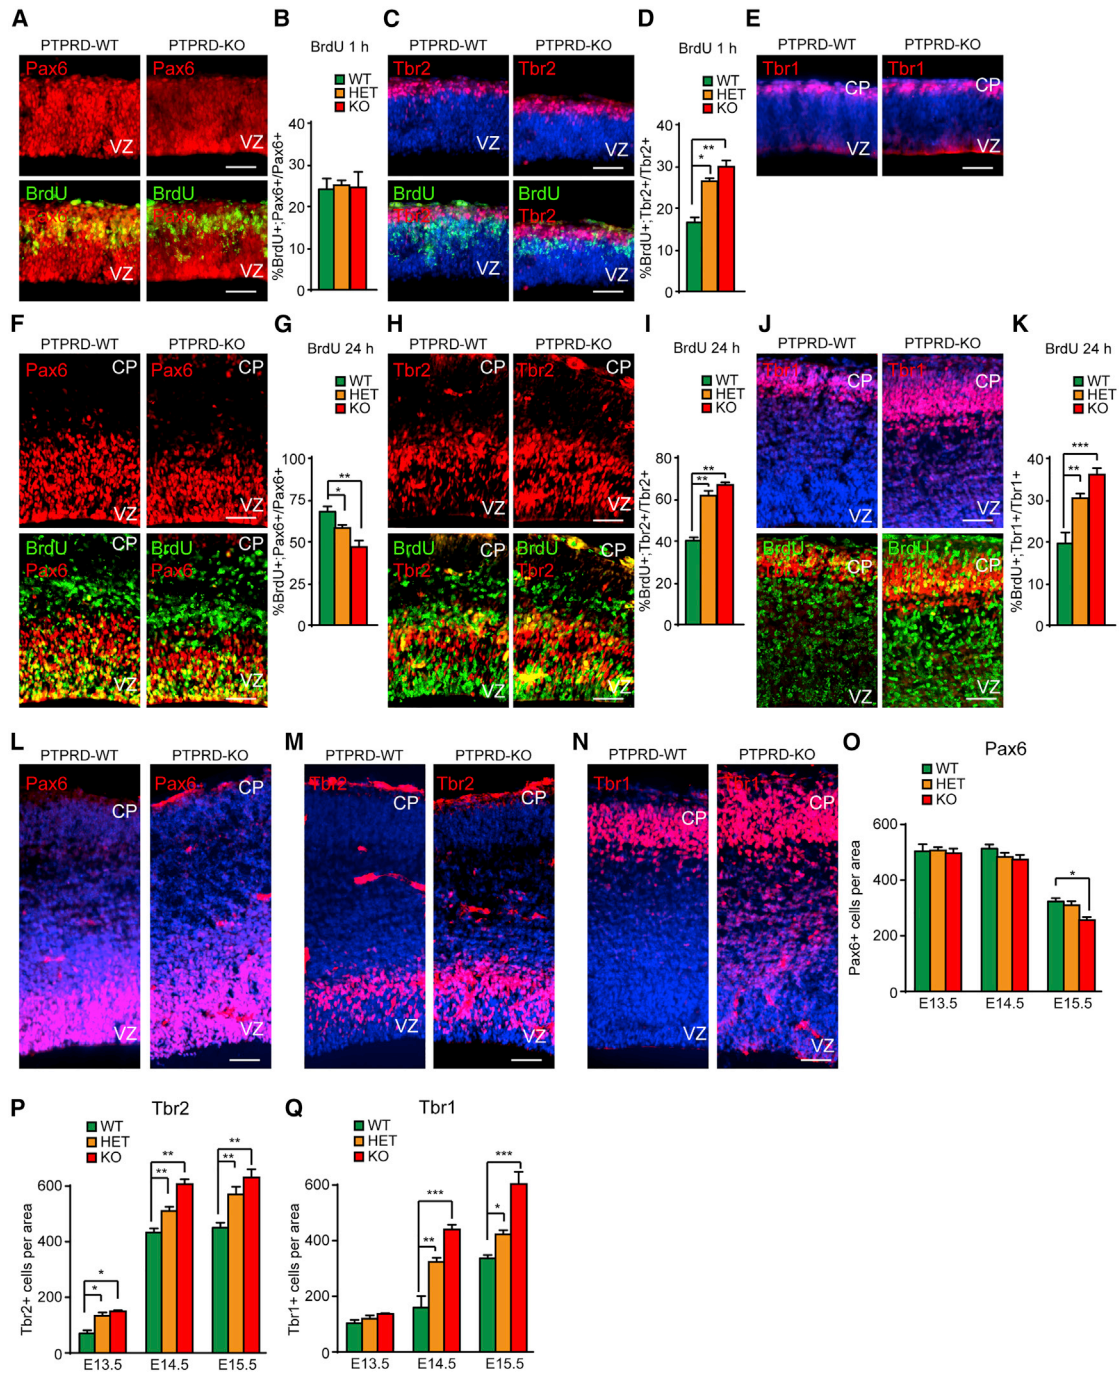 A
PTPRD-WT PTPRD-KO
Pax6 Pax6
VZ VZ
BrdU BrdU
Pax6 Pax6
VZ VZ
B
BrdU 1 h
WT
HET
KO
%BrdU+;Pax6+/Pax6+
40
30
20
10
0
C
PTPRD-WT PTPRD-KO
Tbr2 Tbr2
VZ VZ
BrdU BrdU
Tbr2 Tbr2
VZ VZ
D
BrdU 1 h
WT
HET
KO
%BrdU+;Tbr2+/Tbr2+
40
30
20
10
0
**
*
E
PTPRD-WT PTPRD-KO
Tbr1 Tbr1
CP CP
VZ VZ
F
PTPRD-WT PTPRD-KO
Pax6 CP Pax6 CP
VZ VZ
BrdU CP BrdU CP
Pax6 Pax6
VZ VZ
G
BrdU 24 h
WT
HET
KO
%BrdU+;Pax6+/Pax6+
100
75
50
25
0
**
*
H
PTPRD-WT PTPRD-KO
Tbr2 CP Tbr2 CP
VZ VZ
BrdU CP BrdU CP
Tbr2 Tbr2
VZ VZ
I
BrdU 24 h
WT
HET
KO
%BrdU+;Tbr2+/Tbr2+
80
60
40
20
0
**
**
J
PTPRD-WT PTPRD-KO
Tbr1 CP Tbr1 CP
VZ VZ
BrdU CP BrdU CP
VZ VZ
K
BrdU 24 h
WT
HET
KO
%BrdU+;Tbr1+/Tbr1+
40
30
20
10
0
***
**
L
PTPRD-WT PTPRD-KO
Pax6 Pax6
CP CP
VZ VZ
M
PTPRD-WT PTPRD-KO
Tbr2 Tbr2
CP CP
VZ VZ
N
PTPRD-WT PTPRD-KO
Tbr1 Tbr1
CP CP
VZ VZ
O
Pax6
WT
HET
KO
Pax6+ cells per area
600
400
200
0
*
E13.5 E14.5 E15.5
P
Tbr2
WT
HET
KO
Tbr2+ cells per area
600
400
200
0
* *
** **
** **
E13.5 E14.5 E15.5
Q
Tbr1
WT
HET
KO
Tbr1+ cells per area
600
400
200
0
** ***
* ***
E13.5 E14.5 E15.5